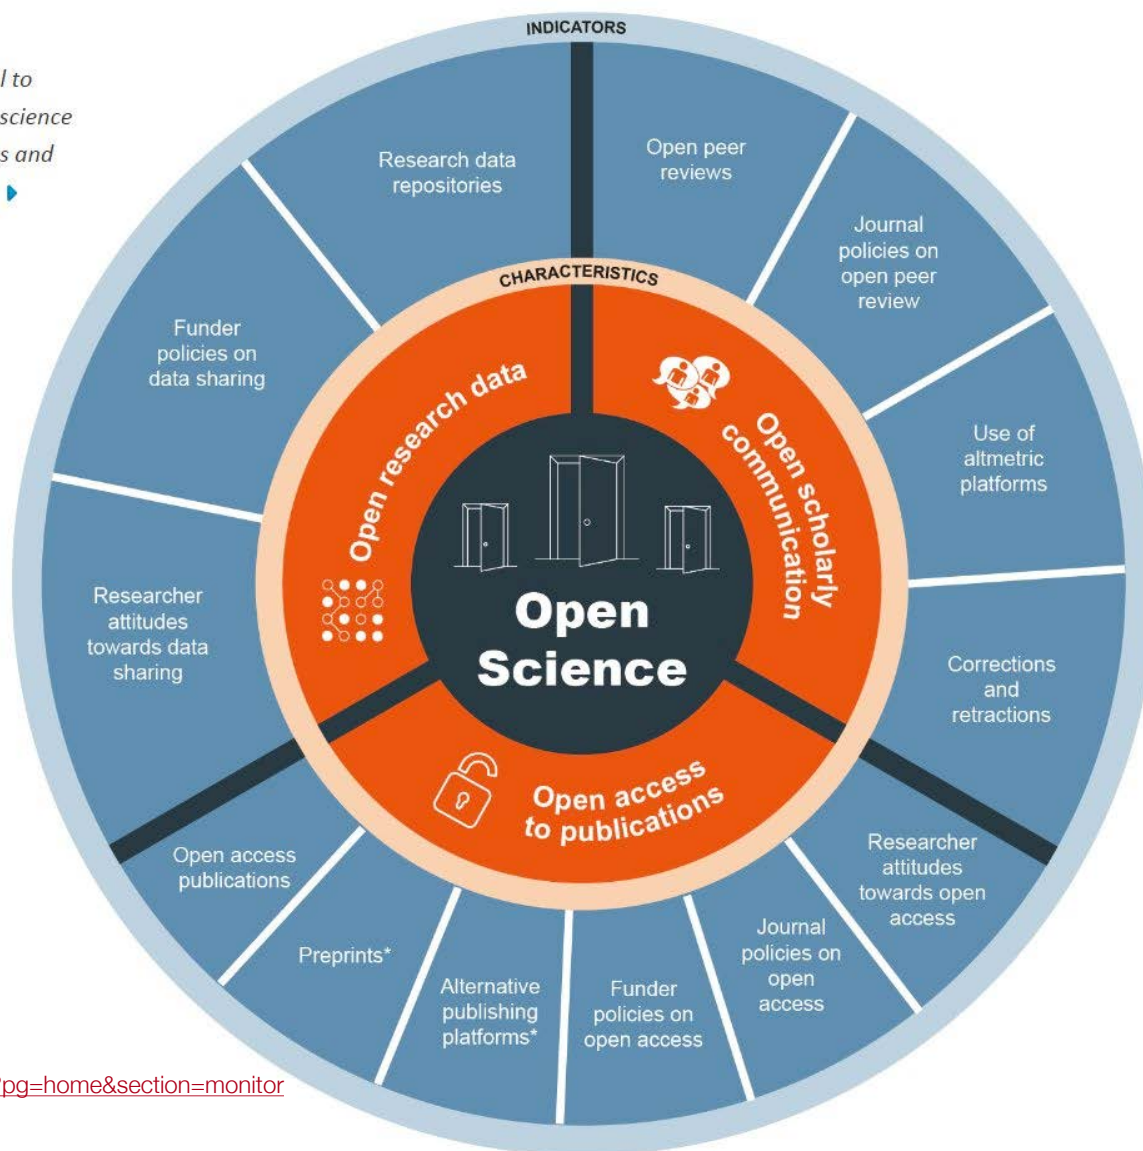 INDICATORS
l to
science
s and
Research data
repositories
Open peer
reviews
Journal
policies on
open peer
review
Funder
policies on
data sharing
CHARACTERISTICS
Open research data
Open scholarly
communication
Use of
altmetric
platforms
Researcher
attitudes
towards data
sharing
Open
Science
Corrections
and
retractions
Open access
to publications
Open access
publications
Preprints*
Alternative
publishing
platforms*
Funder
policies on
open access
Journal
policies on
open
access
Researcher
attitudes
towards open
access
?pg=home&section=monitor